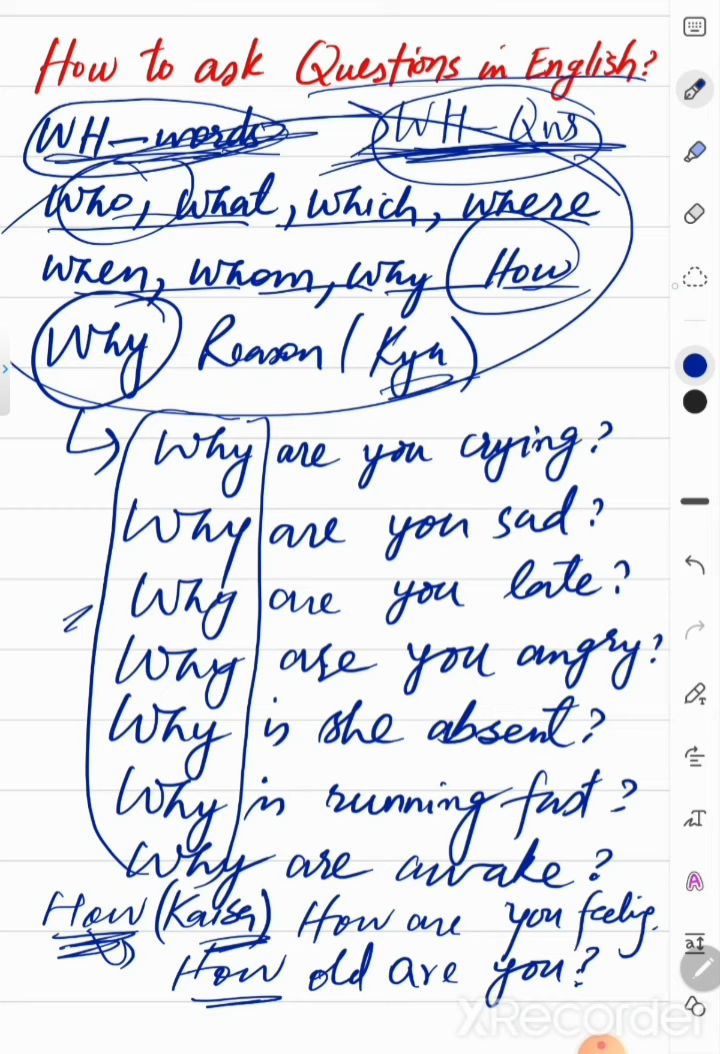 How to ask Questions in English?
WH-words WH-Qns
Who, what, which, where
when, whom, why How
Why Reason (Kyu)
Why are you crying?
Why are you sad?
Why are you late?
Why are you angry?
Why is she absent?
Why is running fast?
Why are awake?
How (Kaisa) How are you feelig.
How old are you?
XRecorder